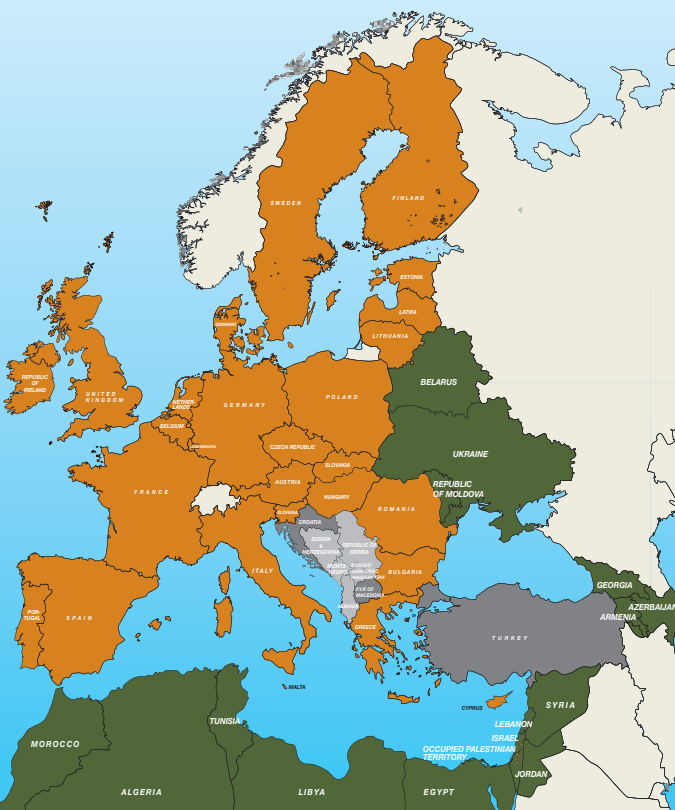 SWEDEN
FINLAND
ESTONIA
LATVIA
LITHUANIA
DENMARK
REPUBLIC
OF
IRELAND
UNITED
KINGDOM
NETHER-
LANDS
BELGIUM
GERMANY
POLAND
BELARUS
UKRAINE
CZECH REPUBLIC
SLOVAKIA
AUSTRIA
HUNGARY
REPUBLIC
OF MOLDOVA
FRANCE
SLOVENIA
CROATIA
ROMANIA
BOSNIA
&
HERZEGOVINA
REPUBLIC OF
SERBIA
MONTE-
NEGRO
KOSOVO
BULGARIA
FYR OF
MACEDONIA
ALBANIA
ITALY
GREECE
POR-
TUGAL
SPAIN
TURKEY
GEORGIA
AZERBAIJAN
ARMENIA
MALTA
CYPRUS
SYRIA
LEBANON
ISRAEL
OCCUPIED PALESTINIAN
TERRITORY
JORDAN
TUNISIA
MOROCCO
ALGERIA
LIBYA
EGYPT